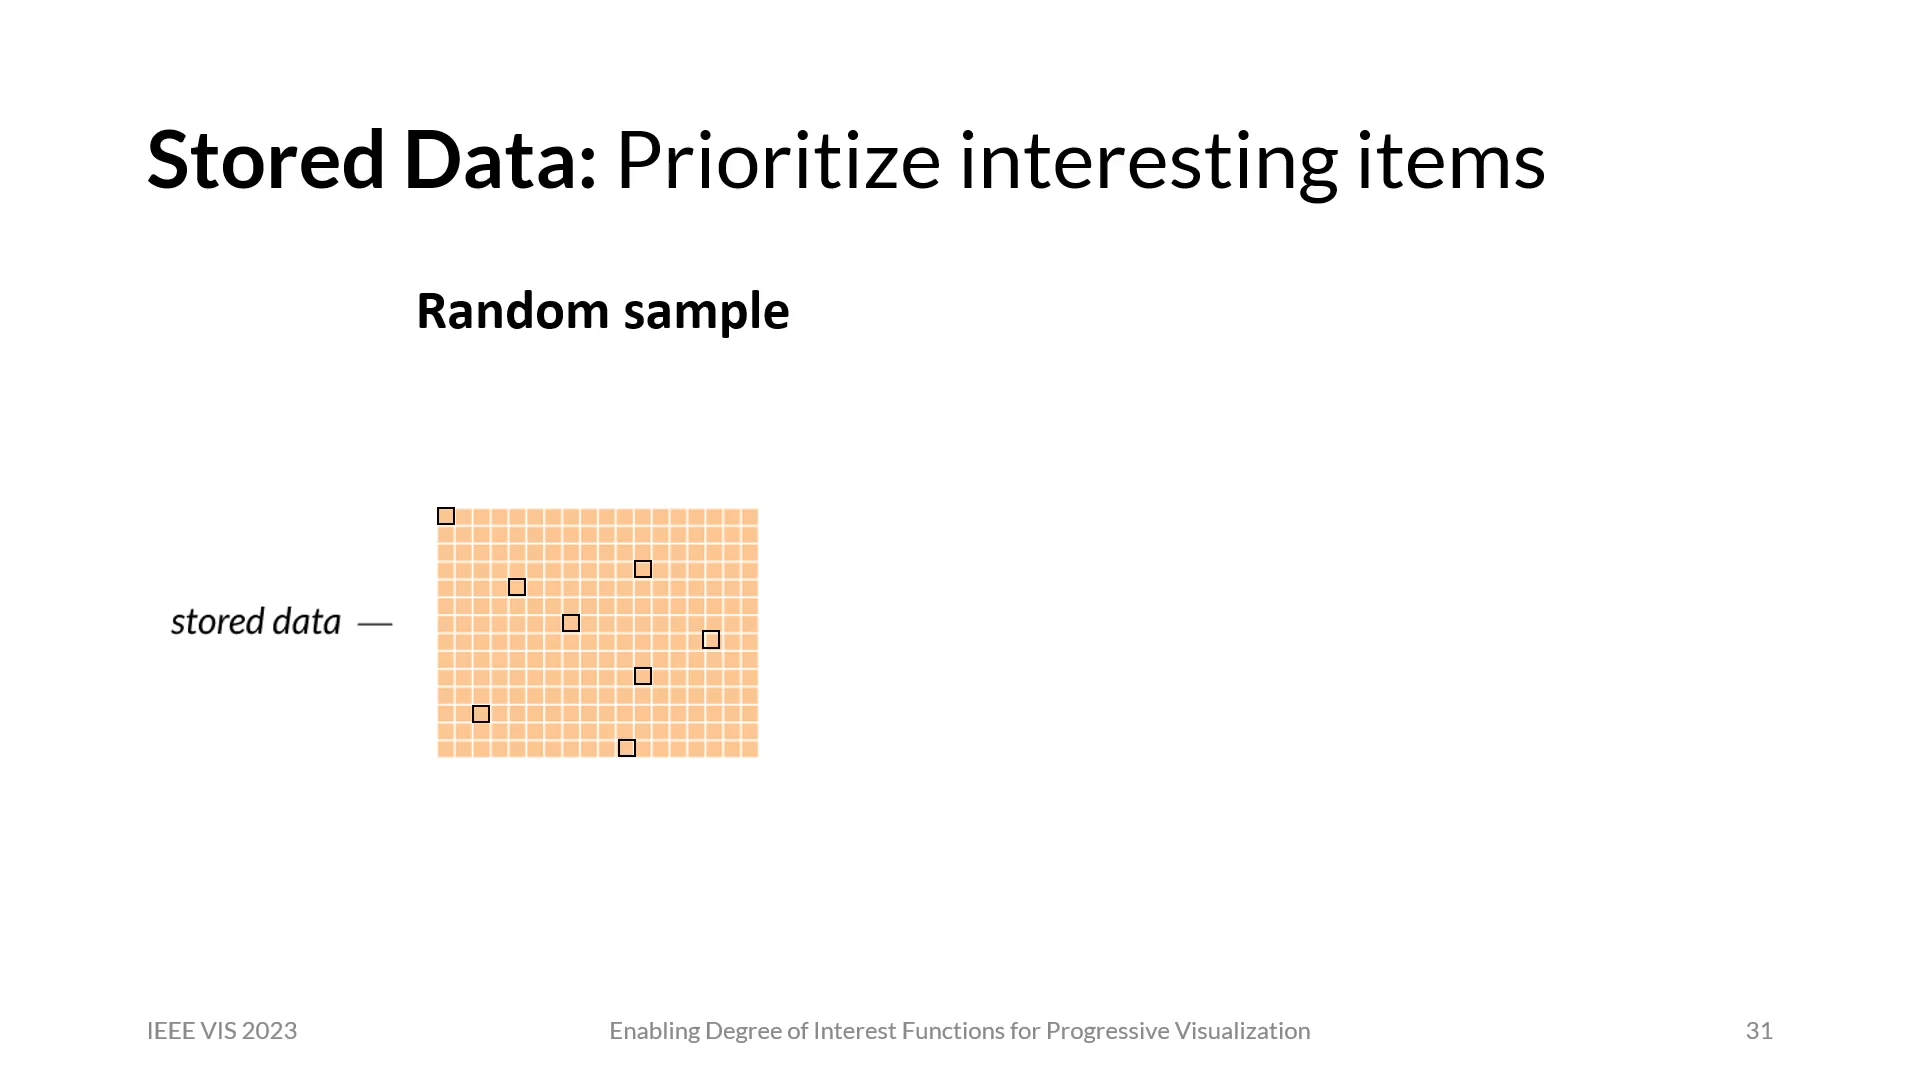 Stored Data: Prioritize interesting items
Random sample
stored data
IEEE VIS 2023
Enabling Degree of Interest Functions for Progressive Visualization
31